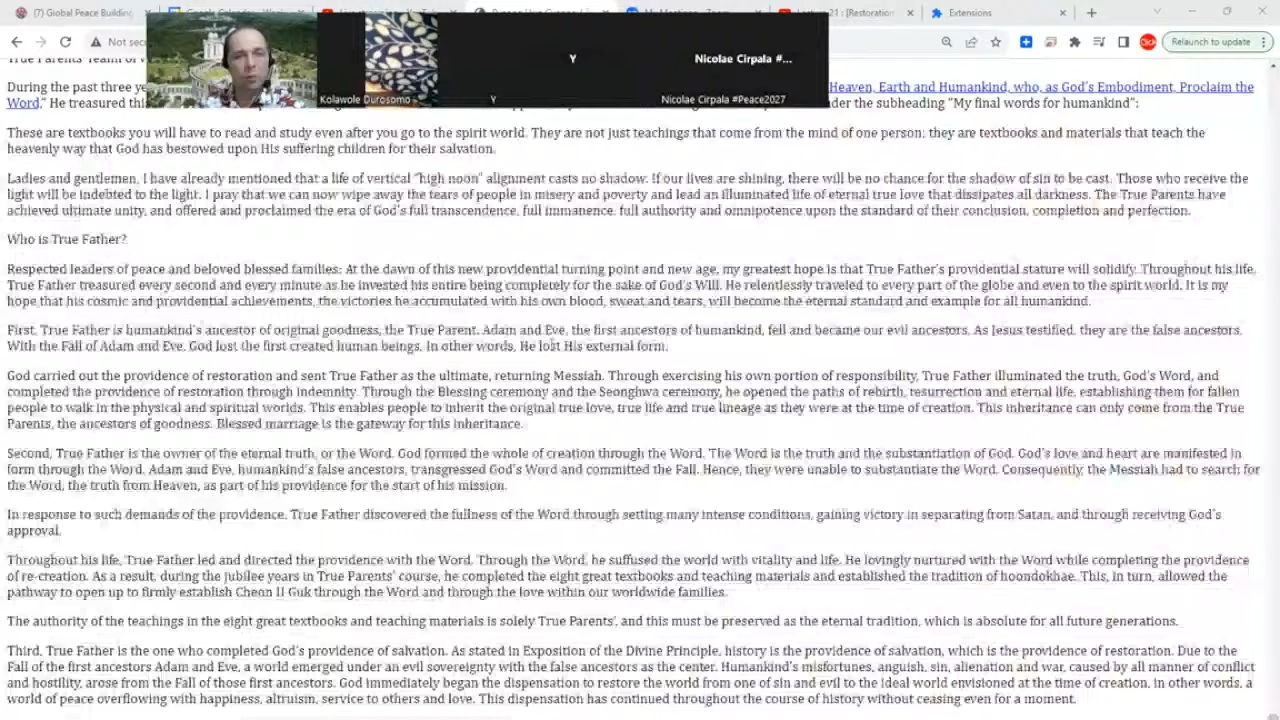 (7) Global Peace Building
Google Calendar - Week
My Meetings - Zoom
Lecture 21 : [Restoration
Extensions
Not sec
Relaunch to update
Y
Nicolae Cirpala #...
Kolawole Durosomo
Y
Nicolae Cirpala #Peace2027
True Parents' Team of
During the past three ye
Heaven, Earth and Humankind, who, as God's Embodiment, Proclaim the
Word," He treasured this
der the subheading "My final words for humankind":
These are textbooks you will have to read and study even after you go to the spirit world. They are not just teachings that come from the mind of one person; they are textbooks and materials that teach the
heavenly way that God has bestowed upon His suffering children for their salvation.
Ladies and gentlemen, I have already mentioned that a life of vertical "high noon" alignment casts no shadow. If our lives are shining, there will be no chance for the shadow of sin to be cast. Those who receive the
light will be indebted to the light. I pray that we can now wipe away the tears of people in misery and poverty and lead an illuminated life of eternal true love that dissipates all darkness. The True Parents have
achieved ultimate unity, and offered and proclaimed the era of God's full transcendence, full immanence, full authority and omnipotence upon the standard of their conclusion, completion and perfection.
Who is True Father?
Respected leaders of peace and beloved blessed families: At the dawn of this new providential turning point and new age, my greatest hope is that True Father's providential stature will solidify. Throughout his life,
True Father treasured every second and every minute as he invested his entire being completely for the sake of God's Will. He relentlessly traveled to every part of the globe and even to the spirit world. It is my
hope that his cosmic and providential achievements, the victories he accumulated with his own blood, sweat and tears, will become the eternal standard and example for all humankind.
First, True Father is humankind's ancestor of original goodness, the True Parent. Adam and Eve, the first ancestors of humankind, fell and became our evil ancestors. As Jesus testified, they are the false ancestors.
With the Fall of Adam and Eve, God lost the first created human beings. In other words, He lost His external form.
God carried out the providence of restoration and sent True Father as the ultimate, returning Messiah. Through exercising his own portion of responsibility, True Father illuminated the truth, God's Word, and
completed the providence of restoration through indemnity. Through the Blessing ceremony and the Seonghwa ceremony, he opened the paths of rebirth, resurrection and eternal life, establishing them for fallen
people to walk in the physical and spiritual worlds. This enables people to inherit the original true love, true life and true lineage as they were at the time of creation. This inheritance can only come from the True
Parents, the ancestors of goodness. Blessed marriage is the gateway for this inheritance.
Second, True Father is the owner of the eternal truth, or the Word. God formed the whole of creation through the Word. The Word is the truth and the substantiation of God. God's love and heart are manifested in
form through the Word. Adam and Eve, humankind's false ancestors, transgressed God's Word and committed the Fall. Hence, they were unable to substantiate the Word. Consequently, the Messiah had to search for
the Word, the truth from Heaven, as part of his providence for the start of his mission.
In response to such demands of the providence, True Father discovered the fullness of the Word through setting many intense conditions, gaining victory in separating from Satan, and through receiving God's
approval.
Throughout his life, True Father led and directed the providence with the Word. Through the Word, he suffused the world with vitality and life. He lovingly nurtured with the Word while completing the providence
of re-creation. As a result, during the jubilee years in True Parents' course, he completed the eight great textbooks and teaching materials and established the tradition of hoondokhae. This, in turn, allowed the
pathway to open up to firmly establish Cheon Il Guk through the Word and through the love within our worldwide families.
The authority of the teachings in the eight great textbooks and teaching materials is solely True Parents', and this must be preserved as the eternal tradition, which is absolute for all future generations.
Third, True Father is the one who completed God's providence of salvation. As stated in Exposition of the Divine Principle, history is the providence of salvation, which is the providence of restoration. Due to the
Fall of the first ancestors Adam and Eve, a world emerged under an evil sovereignty with the false ancestors as the center. Humankind's misfortunes, anguish, sin, alienation and war, caused by all manner of conflict
and hostility, arose from the Fall of those first ancestors. God immediately began the dispensation to restore the world from one of sin and evil to the ideal world envisioned at the time of creation, in other words, a
world of peace overflowing with happiness, altruism, service to others and love. This dispensation has continued throughout the course of history without ceasing even for a moment.